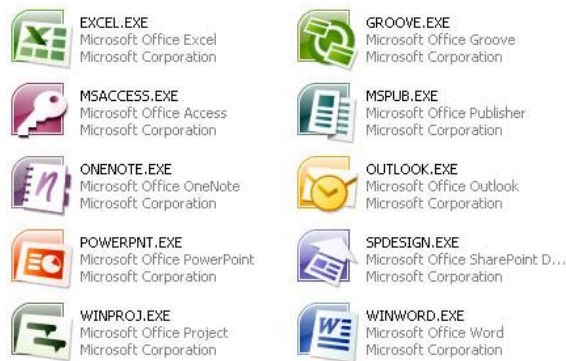 EXCEL.EXE
Microsoft Office Excel
Microsoft Corporation
GROOVE.EXE
Microsoft Office Groove
Microsoft Corporation
MSACCESS.EXE
Microsoft Office Access
Microsoft Corporation
MSPUB.EXE
Microsoft Office Publisher
Microsoft Corporation
ONENOTE.EXE
Microsoft Office OneNote
Microsoft Corporation
OUTLOOK.EXE
Microsoft Office Outlook
Microsoft Corporation
POWERPNT.EXE
Microsoft Office PowerPoint
Microsoft Corporation
SPDESIGN.EXE
Microsoft Office SharePoint D...
Microsoft Corporation
WINPROJ.EXE
Microsoft Office Project
Microsoft Corporation
WINWORD.EXE
Microsoft Office Word
Microsoft Corporation